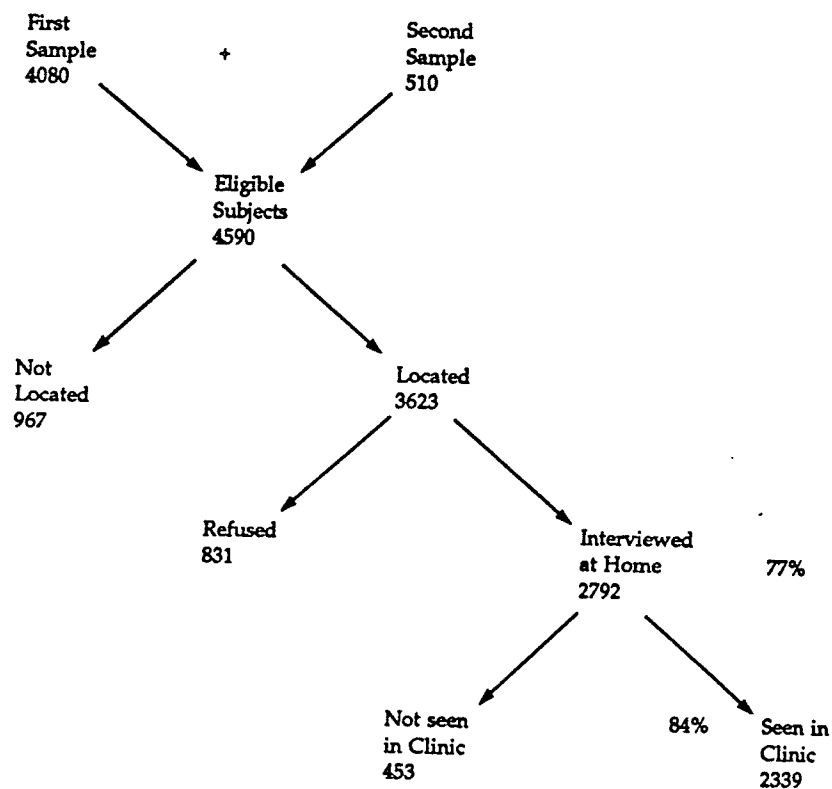 First
Sample
4080
+
Second
Sample
510
Eligible
Subjects
4590
Not
Located
967
Located
3623
Refused
831
Interviewed
at Home
2792
77%
Not seen
in Clinic
453
84%
Seen in
Clinic
2339